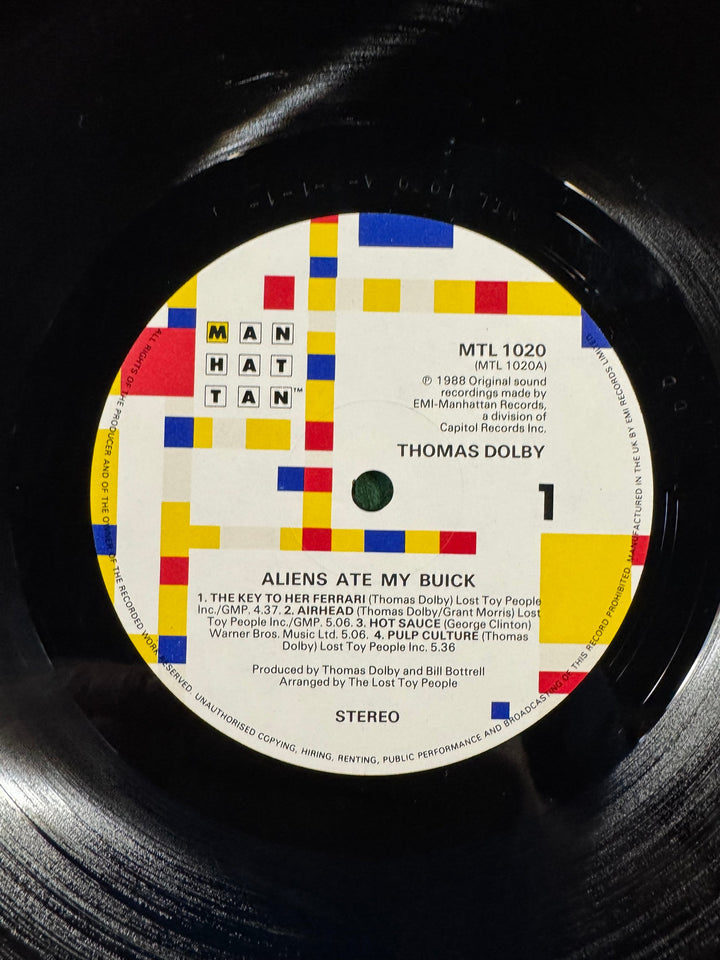 MAN
HAT
TAN™
MTL 1020
(MTL 1020A)
℗ 1988 Original sound
recordings made by
EMI-Manhattan Records,
a division of
Capitol Records Inc.
THOMAS DOLBY
1
ALIENS ATE MY BUICK
1. THE KEY TO HER FERRARI (Thomas Dolby) Lost Toy People
Inc./GMP. 4.37. 2. AIRHEAD (Thomas Dolby/Grant Morris) Lost
Toy People Inc./GMP. 5.06. 3. HOT SAUCE (George Clinton)
Warner Bros. Music Ltd. 5.06. 4. PULP CULTURE (Thomas
Dolby) Lost Toy People Inc. 5.36
Produced by Thomas Dolby and Bill Bottrell
Arranged by The Lost Toy People
STEREO
ALL RIGHTS OF THE PRODUCER AND OF THE OWNER OF THE RECORDED WORK RESERVED. UNAUTHORISED COPYING, HIRING, RENTING, PUBLIC PERFORMANCE AND BROADCASTING OF THIS RECORD PROHIBITED. MANUFACTURED IN THE UK BY EMI RECORDS LIMITED